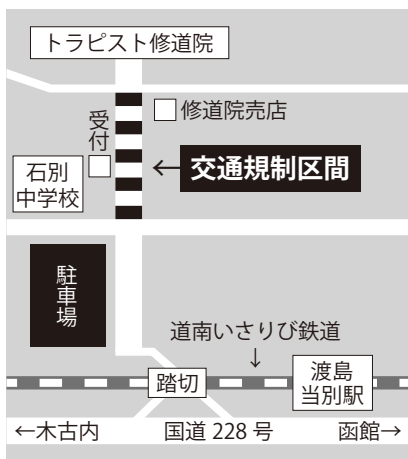 トラピスト修道院
修道院売店
受付
石別
中学校
←交通規制区間
駐車場
道南いさりび鉄道
↓
踏切
渡島
当別駅
←木古内
国道 228 号
函館→